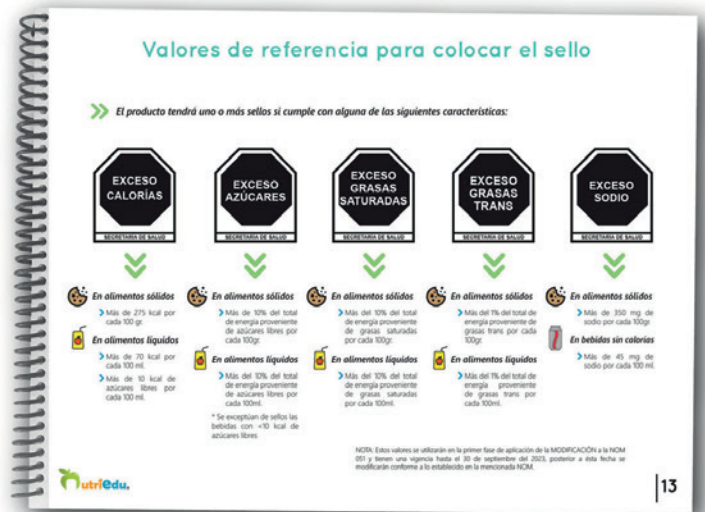 Valores de referencia para colocar el sello
El producto tendrá uno o más sellos si cumple con alguna de las siguientes características:
EXCESO
CALORÍAS
SECRETARÍA DE SALUD
EXCESO
AZÚCARES
SECRETARÍA DE SALUD
EXCESO
GRASAS
SATURADAS
SECRETARÍA DE SALUD
EXCESO
GRASAS
TRANS
SECRETARÍA DE SALUD
EXCESO
SODIO
SECRETARÍA DE SALUD
En alimentos sólidos
Más de 275 kcal por
cada 100 gr.
En alimentos líquidos
Más de 70 kcal por
cada 100 ml.
Más de 10 kcal de
azúcares libres por
cada 100 ml.
En alimentos sólidos
Más de 10% del total
de energía proveniente
de azúcares libres por
cada 100gr.
En alimentos líquidos
Más del 10% del total
de energía proveniente
de azúcares libres por
cada 100ml.
* Se exceptúan de sellos las
bebidas con <10 kcal de
azúcares libres
En alimentos sólidos
Más del 10% del total
de energía proveniente
de grasas saturadas
por cada 100gr.
En alimentos líquidos
Más del 10% del total
de energía proveniente
de grasas saturadas
por cada 100ml.
En alimentos sólidos
Más del 1% del total
de energía proveniente
de grasas trans por cada
100gr.
En alimentos líquidos
Más del 1% del total
de energía proveniente
de grasas trans por
cada 100ml.
En alimentos sólidos
Más de 350 mg de
sodio por cada 100gr.
En bebidas sin calorías
Más de 45 mg de
sodio por cada 100 ml.
NOTA: Estos valores se utilizarán en la primer fase de aplicación de la MODIFICACIÓN a la NOM
051 y tienen una vigencia hasta el 30 de septiembre del 2023, posterior a ésta fecha se
modificarán conforme a lo establecido en la mencionada NOM.
nutriedu.
13